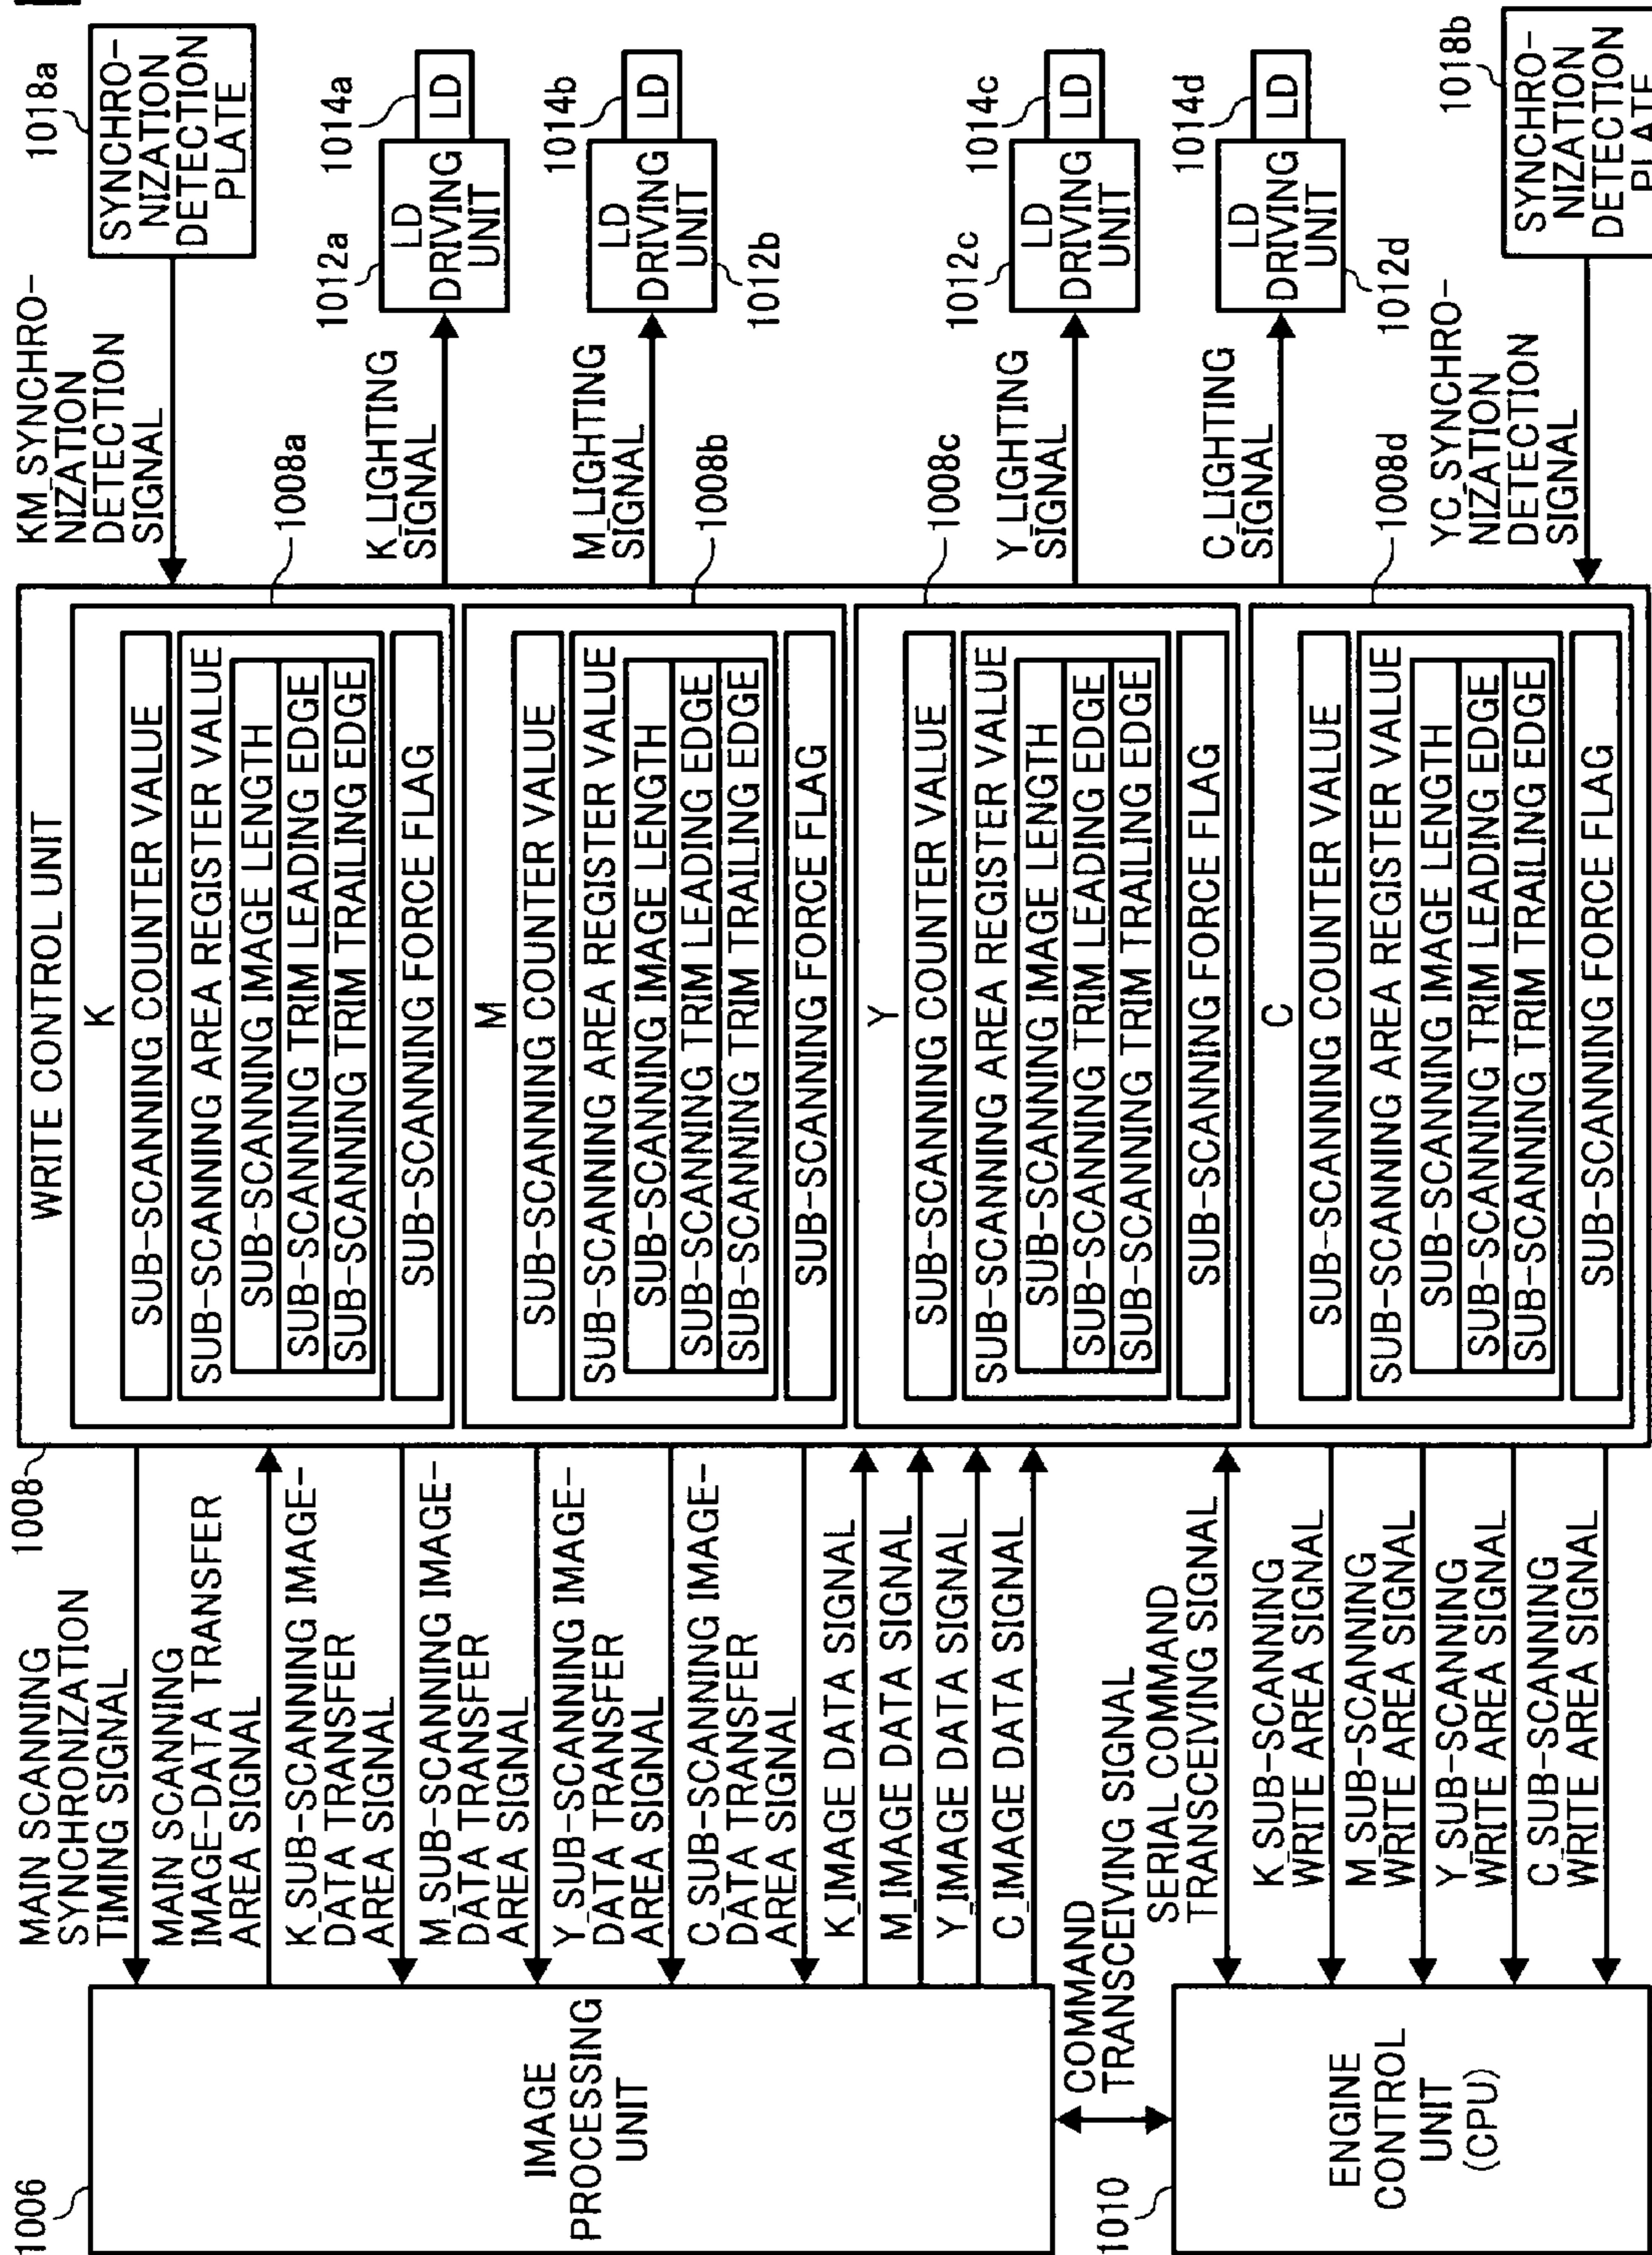 1006
IMAGE
PROCESSING
UNIT
1010
ENGINE
CONTROL
UNIT
(CPU)
COMMAND
TRANSCEIVING SIGNAL
MAIN SCANNING
SYNCHRONIZATION
TIMING SIGNAL
MAIN SCANNING
IMAGE-DATA TRANSFER
AREA SIGNAL
K_SUB-SCANNING IMAGE-
DATA TRANSFER
AREA SIGNAL
M_SUB-SCANNING IMAGE-
DATA TRANSFER
AREA SIGNAL
Y_SUB-SCANNING IMAGE-
DATA TRANSFER
AREA SIGNAL
C_SUB-SCANNING IMAGE-
DATA TRANSFER
AREA SIGNAL
K_IMAGE DATA SIGNAL
M_IMAGE DATA SIGNAL
Y_IMAGE DATA SIGNAL
C_IMAGE DATA SIGNAL
SERIAL COMMAND
TRANSCEIVING SIGNAL
K_SUB-SCANNING
WRITE AREA SIGNAL
M_SUB-SCANNING
WRITE AREA SIGNAL
Y_SUB-SCANNING
WRITE AREA SIGNAL
C_SUB-SCANNING
WRITE AREA SIGNAL
1008
WRITE CONTROL UNIT
K
SUB-SCANNING COUNTER VALUE
SUB-SCANNING AREA REGISTER VALUE
SUB-SCANNING IMAGE LENGTH
SUB-SCANNING TRIM LEADING EDGE
SUB-SCANNING TRIM TRAILING EDGE
SUB-SCANNING FORCE FLAG
M
SUB-SCANNING COUNTER VALUE
SUB-SCANNING AREA REGISTER VALUE
SUB-SCANNING IMAGE LENGTH
SUB-SCANNING TRIM LEADING EDGE
SUB-SCANNING TRIM TRAILING EDGE
SUB-SCANNING FORCE FLAG
Y
SUB-SCANNING COUNTER VALUE
SUB-SCANNING AREA REGISTER VALUE
SUB-SCANNING IMAGE LENGTH
SUB-SCANNING TRIM LEADING EDGE
SUB-SCANNING TRIM TRAILING EDGE
SUB-SCANNING FORCE FLAG
C
SUB-SCANNING COUNTER VALUE
SUB-SCANNING AREA REGISTER VALUE
SUB-SCANNING IMAGE LENGTH
SUB-SCANNING TRIM LEADING EDGE
SUB-SCANNING TRIM TRAILING EDGE
SUB-SCANNING FORCE FLAG
1008a
1008b
1008c
1008d
KM_SYNCHRO-
NIZATION
DETECTION
SIGNAL
K_LIGHTING
SIGNAL
M_LIGHTING
SIGNAL
Y_LIGHTING
SIGNAL
C_LIGHTING
SIGNAL
YC_SYNCHRO-
NIZATION
DETECTION
SIGNAL
1018a
SYNCHRO-
NIZATION
DETECTION
PLATE
1012a
LD
DRIVING
UNIT
1014a
LD
1012b
LD
DRIVING
UNIT
1014b
LD
1012c
LD
DRIVING
UNIT
1014c
LD
1012d
LD
DRIVING
UNIT
1014d
LD
1018b
SYNCHRO-
NIZATION
DETECTION
PLATE